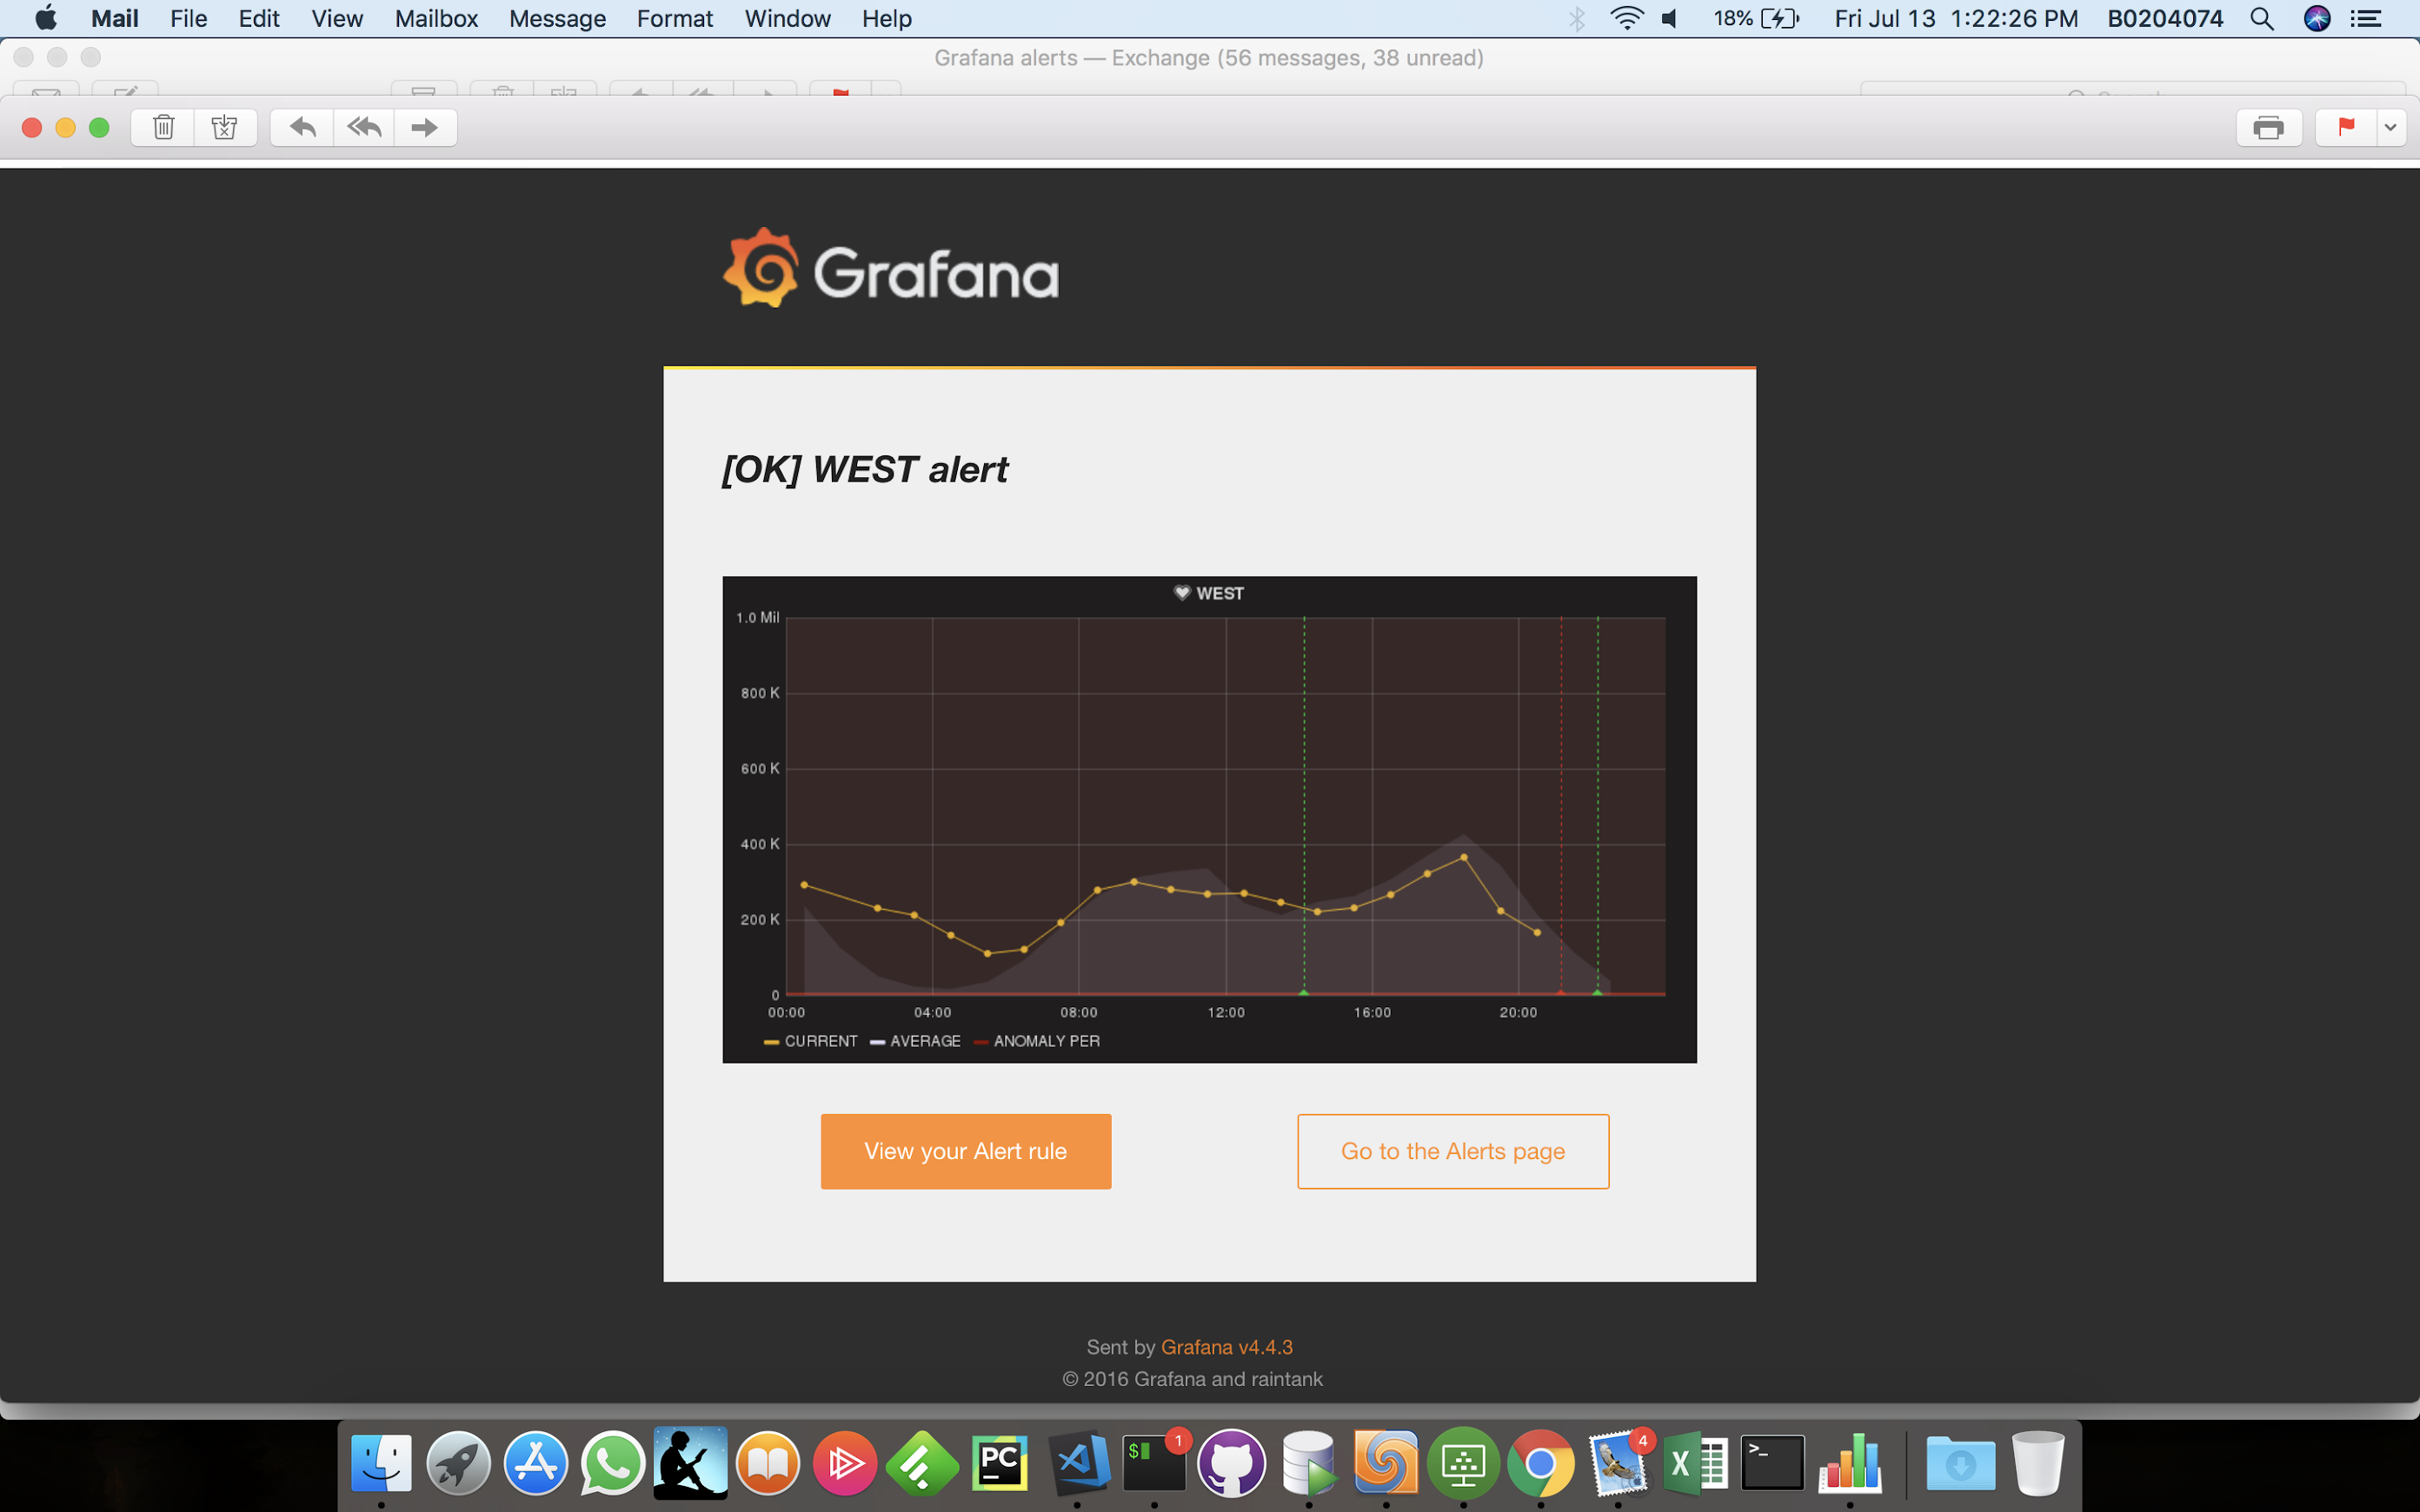 Mail File Edit View Mailbox Message Format Window Help 18% Fri Jul 13 1:22:26 PM B0204074
Grafana alerts — Exchange (56 messages, 38 unread)
Grafana
[OK] WEST alert
WEST
1.0 Mil
800 K
600 K
400 K
200 K
0
00:00 04:00 08:00 12:00 16:00 20:00
CURRENT AVERAGE ANOMALY PER
View your Alert rule Go to the Alerts page
Sent by Grafana v4.4.3
© 2016 Grafana and raintank
PC $ 1 4 X >_